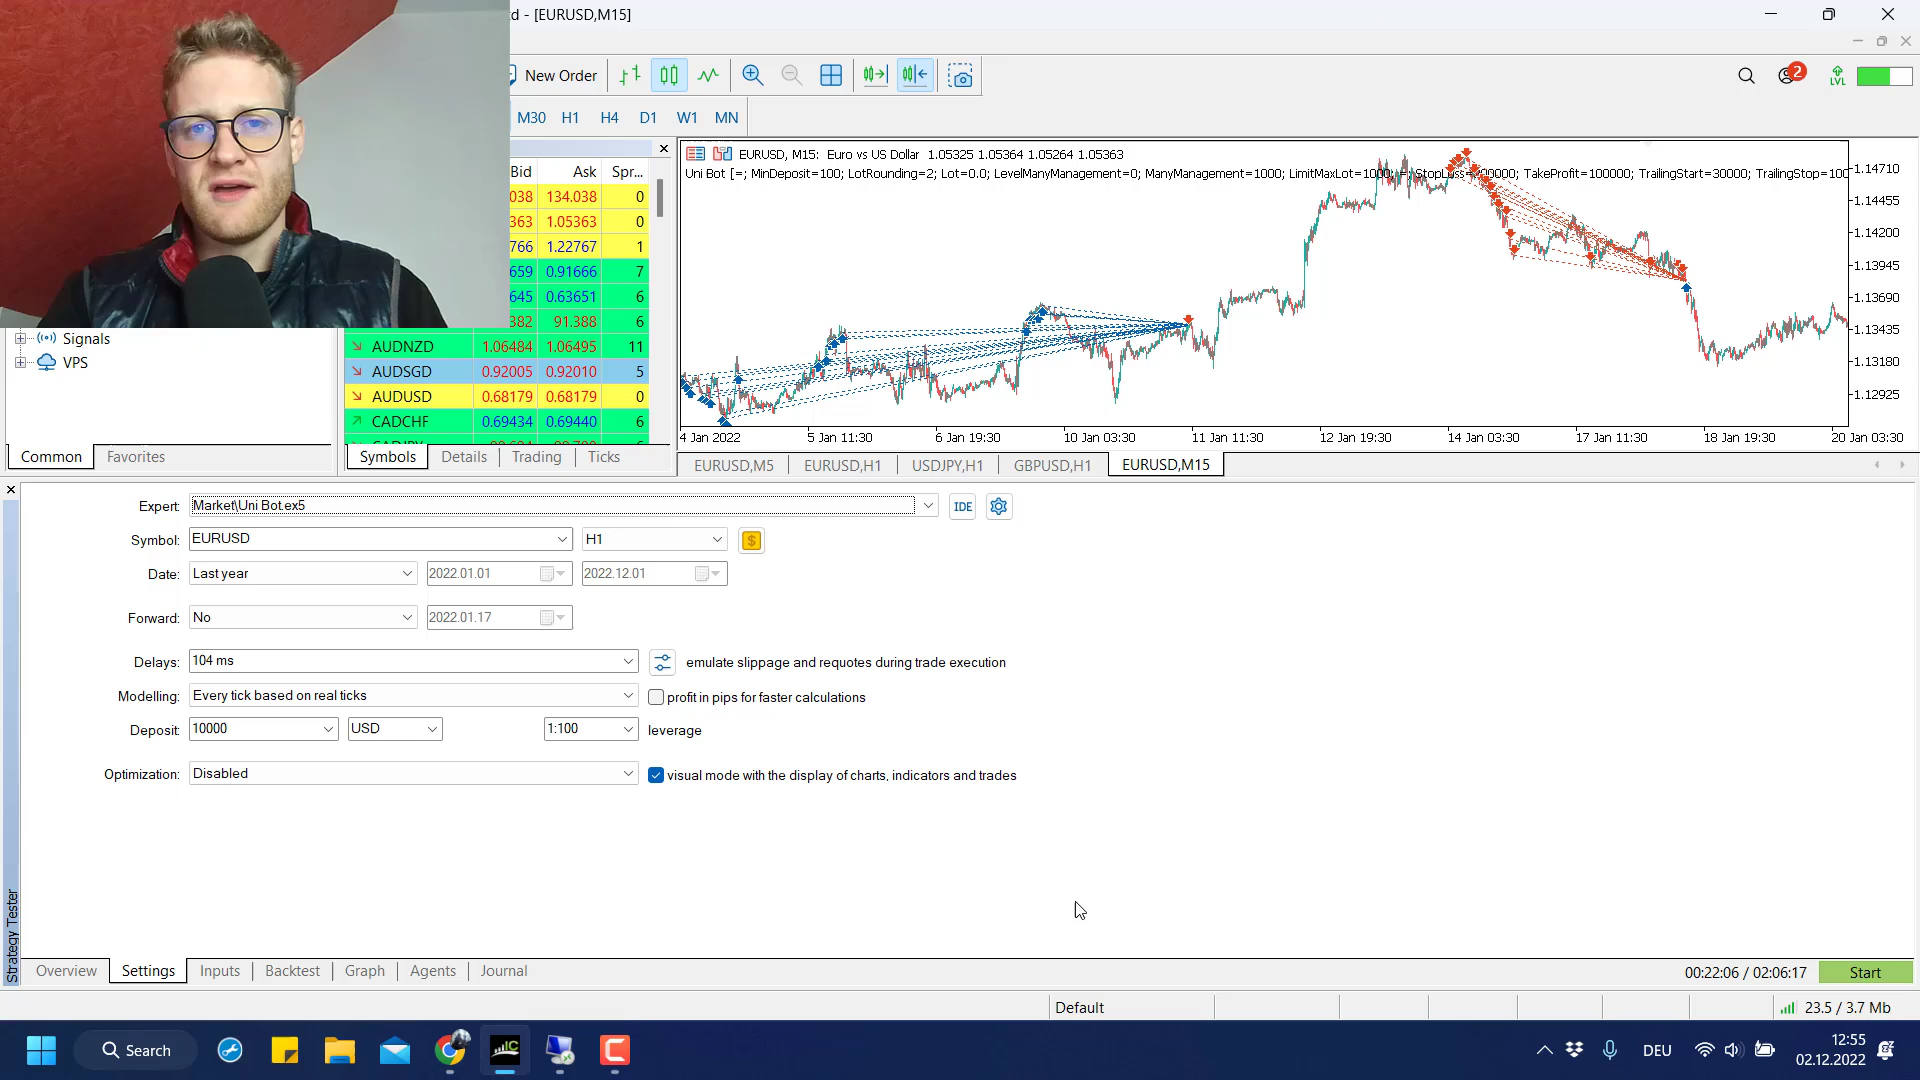 d - [EURUSD,M15]
New Order
2
LVL
M30 H1 H4 D1 W1 MN
Bid Ask Spr...
038 134.038 0
363 1.05363 0
766 1.22767 1
659 0.91666 7
645 0.63651 6
382 91.388 6
AUDNZD 1.06484 1.06495 11
AUDSGD 0.92005 0.92010 5
AUDUSD 0.68179 0.68179 0
CADCHF 0.69434 0.69440 6
Signals
VPS
Common Favorites
Symbols Details Trading Ticks
EURUSD, M15: Euro vs US Dollar 1.05325 1.05364 1.05264 1.05363
Uni Bot [=; MinDeposit=100; LotRounding=2; Lot=0.0; LevelManyManagement=0; ManyManagement=1000; LimitMaxLot=1000; =; TakeProfit=100000; TrailingStart=30000; TrailingStop=100
1.14710
1.14455
1.14200
1.13945
1.13690
1.13435
1.13180
1.12925
4 Jan 2022 5 Jan 11:30 6 Jan 19:30 10 Jan 03:30 11 Jan 11:30 12 Jan 19:30 14 Jan 03:30 17 Jan 11:30 18 Jan 19:30 20 Jan 03:30
EURUSD,M5 EURUSD,H1 USDJPY,H1 GBPUSD,H1 EURUSD,M15
Expert: Market\Uni Bot.ex5 IDE
Symbol: EURUSD H1 $
Date: Last year 2022.01.01 2022.12.01
Forward: No 2022.01.17
Delays: 104 ms emulate slippage and requotes during trade execution
Modelling: Every tick based on real ticks profit in pips for faster calculations
Deposit: 10000 USD 1:100 leverage
Optimization: Disabled visual mode with the display of charts, indicators and trades
Strategy Tester
Overview Settings Inputs Backtest Graph Agents Journal 00:22:06 / 02:06:17 Start
Default 23.5 / 3.7 Mb
Search
DEU
12:55
02.12.2022